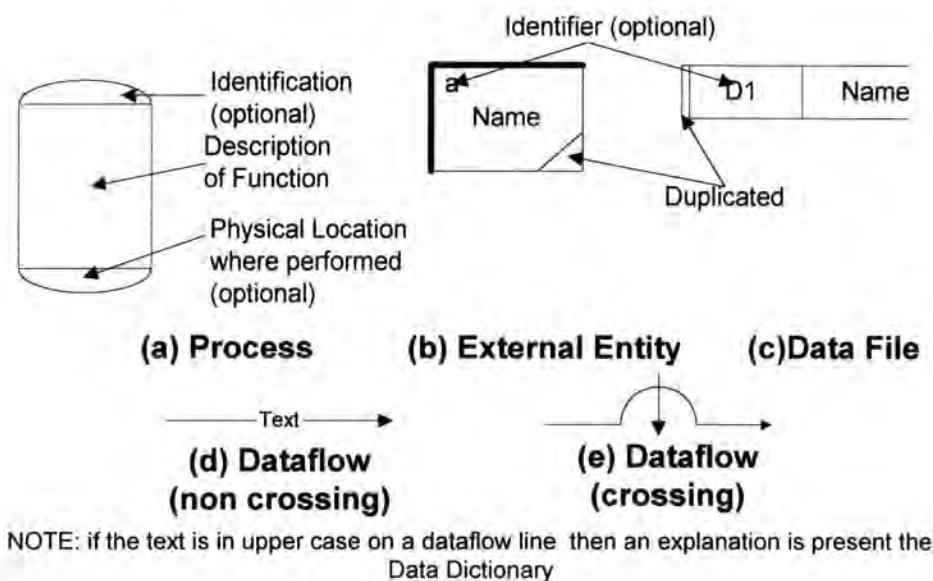 Identifier (optional)
Identification
(optional)
Description
of Function
Physical Location
where performed
(optional)
a
Name
D1
Name
Duplicated
(a) Process
(b) External Entity
(c)Data File
Text
(d) Dataflow
(non crossing)
(e) Dataflow
(crossing)
NOTE: if the text is in upper case on a dataflow line then an explanation is present the
Data Dictionary